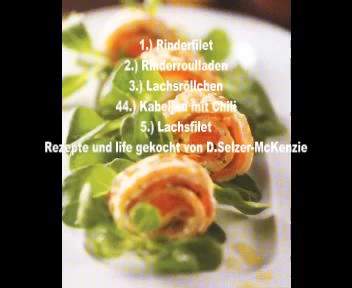 1.) Rinderfilet
2.) Rinderroulladen
3.) Lachsröllchen
44.) Kabeljau mit Chili
5.) Lachsfilet
Rezepte und life gekocht von D.Selzer-McKenzie